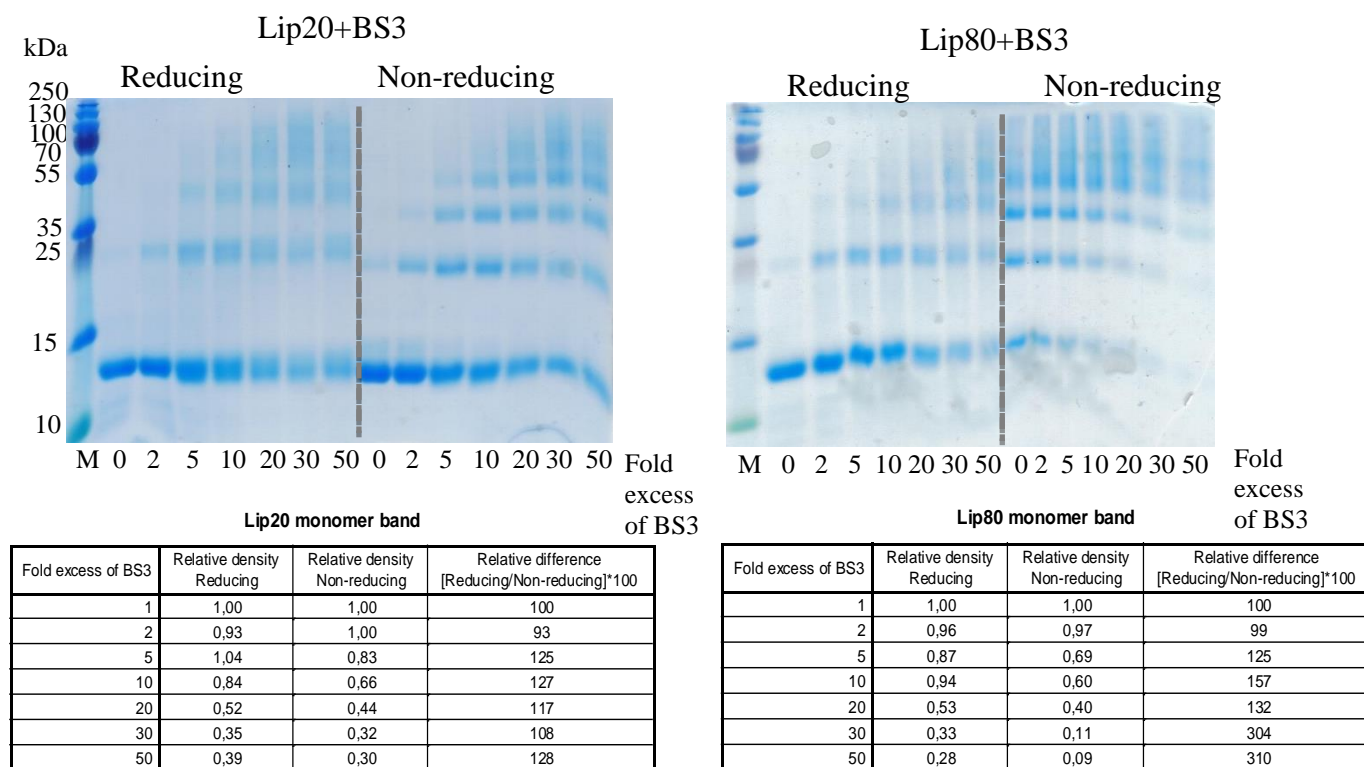 Lip20+BS3
kDa
Reducing
Non-reducing
250
130
100
70
55
35
25
15
10
M 0 2 5 10 20 30 50 0 2 5 10 20 30 50 Fold
excess
of BS3
Lip20 monomer band
Fold excess of BS3 Relative density Relative density Relative difference
Reducing Non-reducing [Reducing/Non-reducing]*100
1 1,00 1,00 100
2 0,93 1,00 93
5 1,04 0,83 125
10 0,84 0,66 127
20 0,52 0,44 117
30 0,35 0,32 108
50 0,39 0,30 128
Lip80+BS3
Reducing
Non-reducing
M 0 2 5 10 20 30 50 0 2 5 10 20 30 50 Fold
excess
of BS3
Lip80 monomer band
Fold excess of BS3 Relative density Relative density Relative difference
Reducing Non-reducing [Reducing/Non-reducing]*100
1 1,00 1,00 100
2 0,96 0,97 99
5 0,87 0,69 125
10 0,94 0,60 157
20 0,53 0,40 132
30 0,33 0,11 304
50 0,28 0,09 310